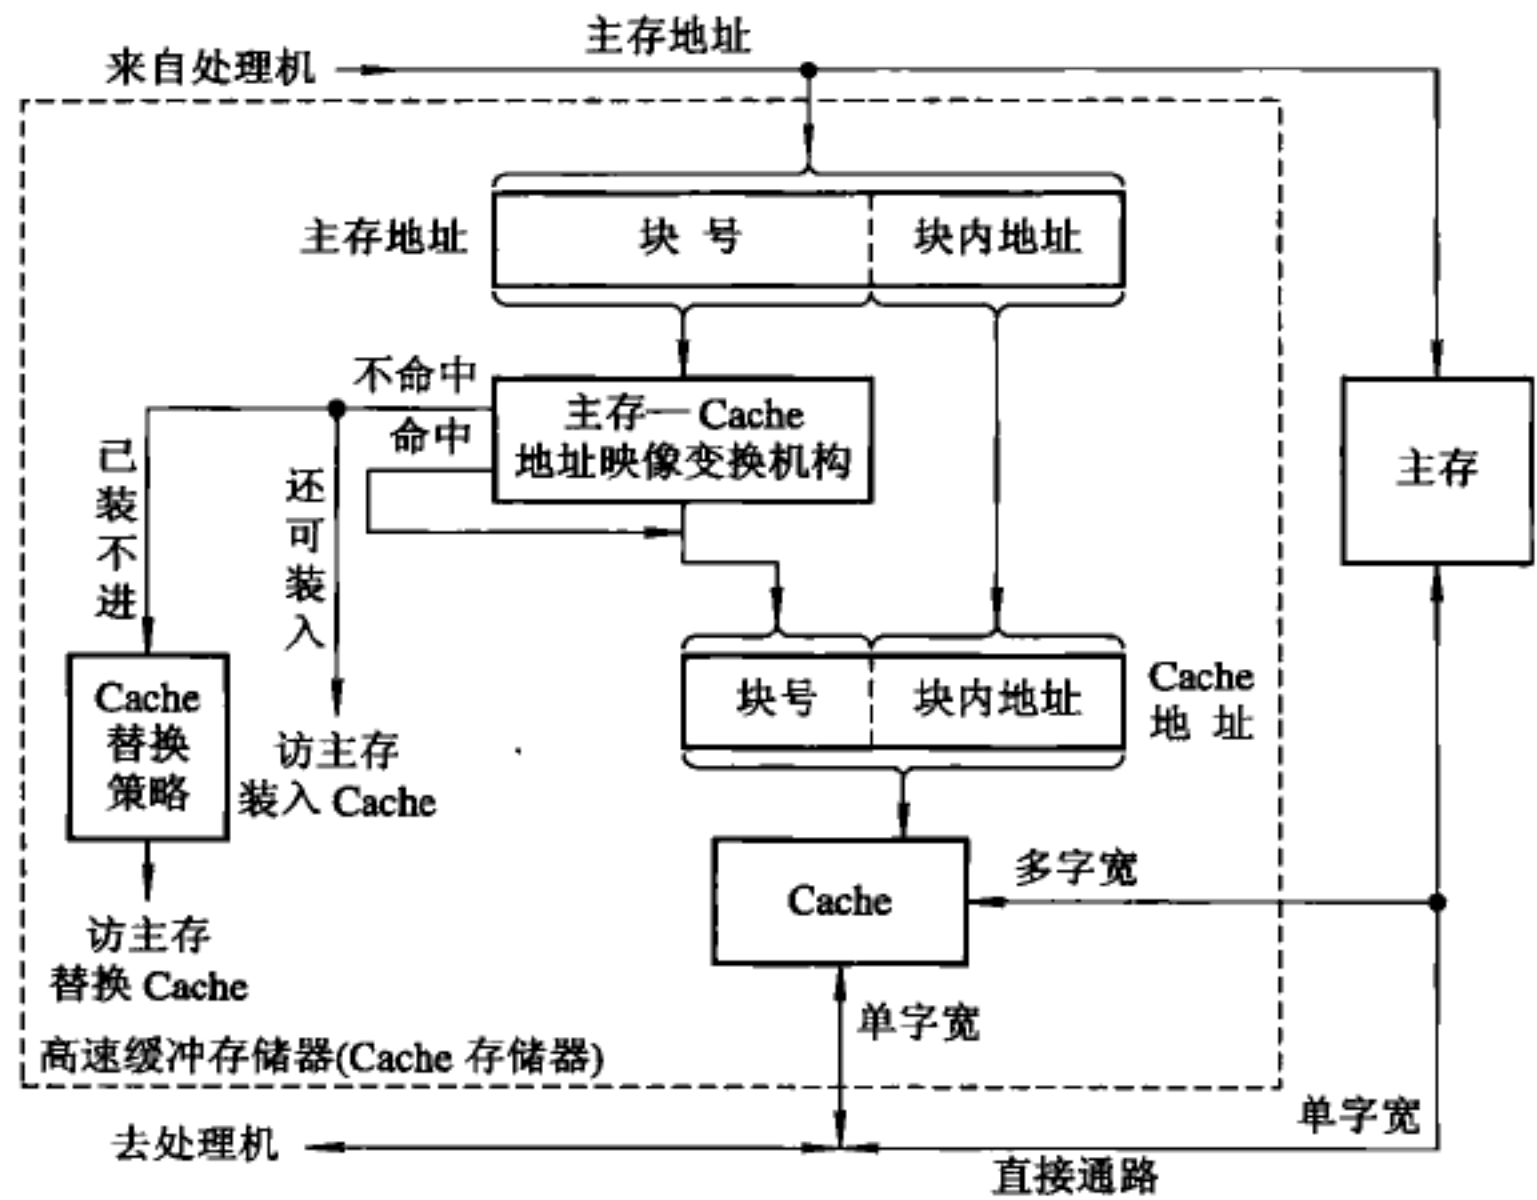 主存地址
来自处理机
主存地址
块 号
块内地址
不命中
命中
主存—Cache
地址映像变换机构
主存
已装不进
还可装入
Cache
替换
策略
访主存
装入 Cache
块号
块内地址
Cache
地 址
Cache
多字宽
访主存
替换 Cache
单字宽
高速缓冲存储器(Cache 存储器)
去处理机
单字宽
直接通路